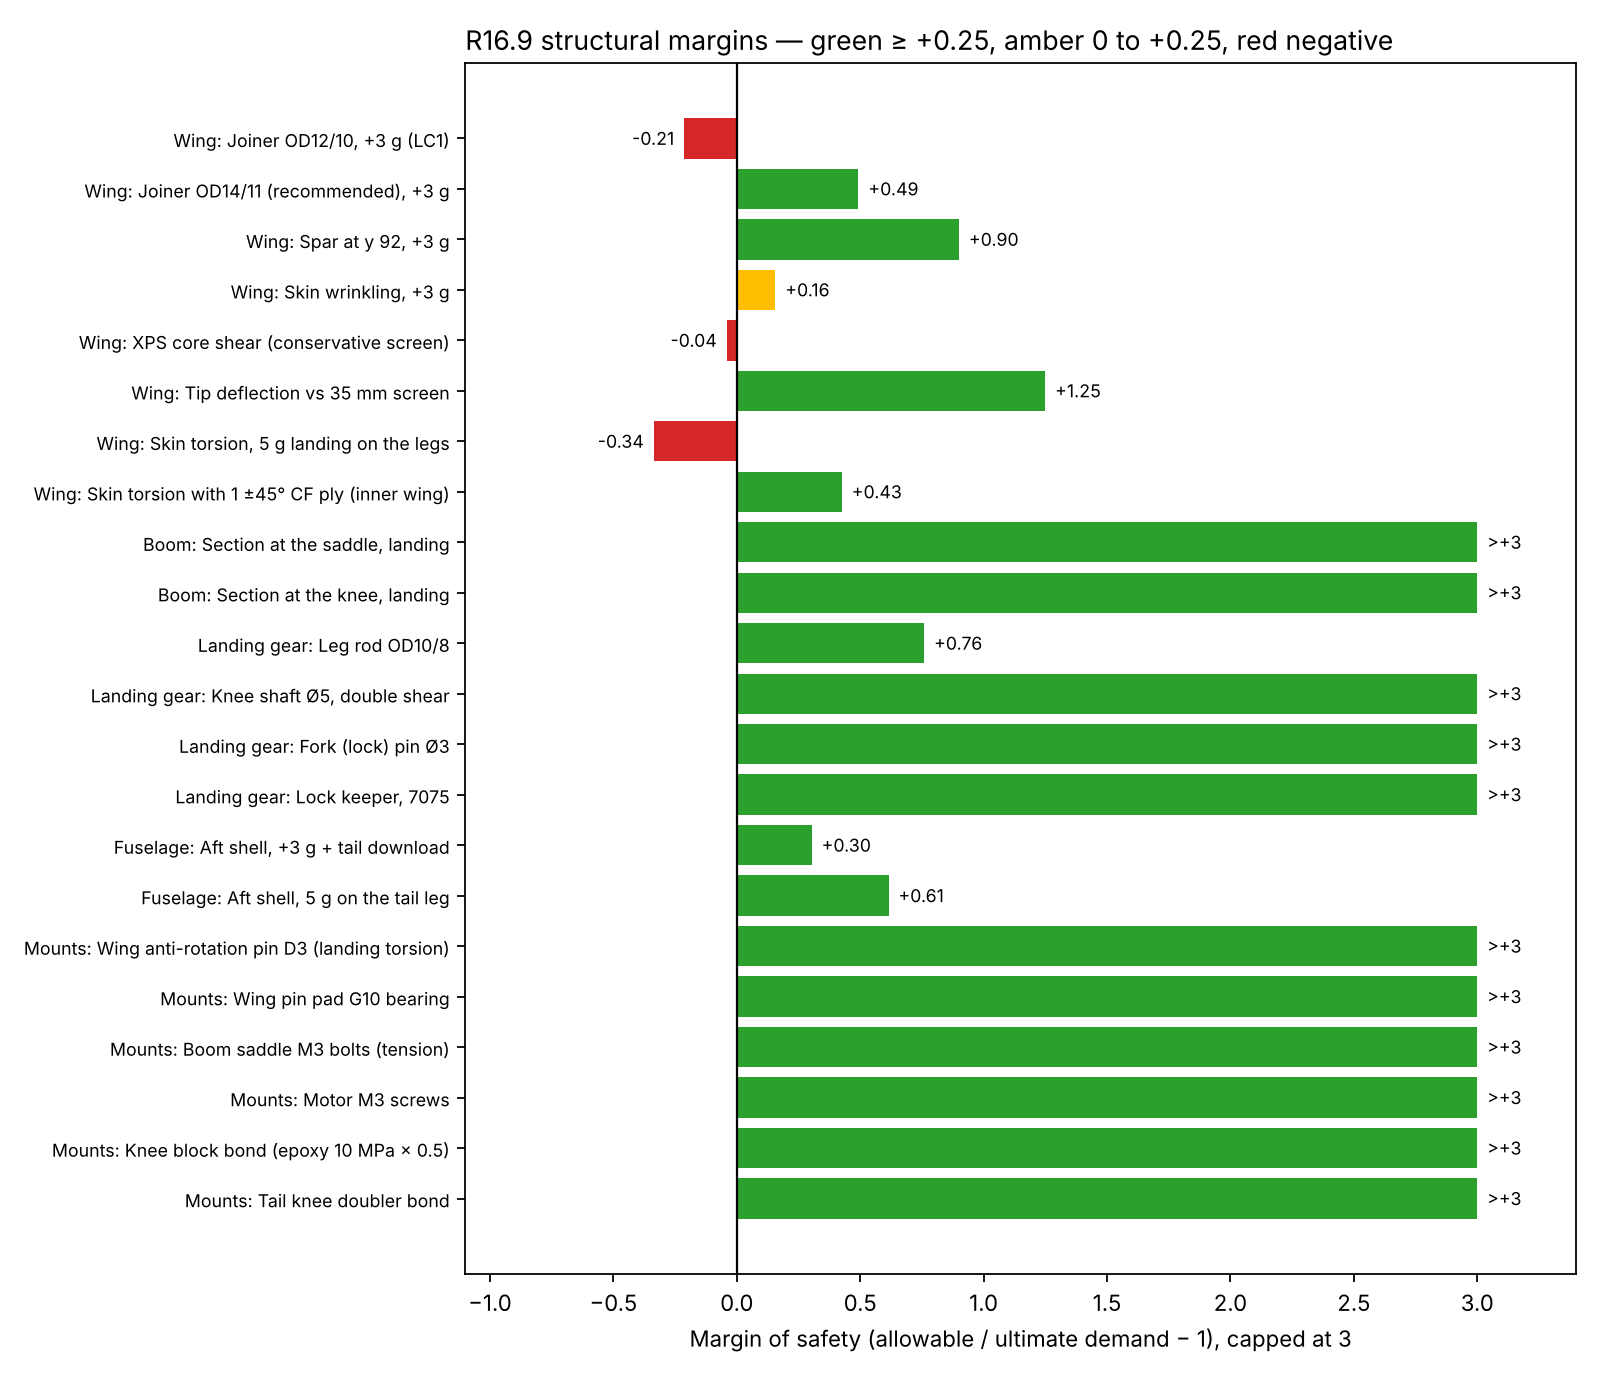 R16.9 structural margins — green ≥ +0.25, amber 0 to +0.25, red negative
Wing: Joiner OD12/10, +3 g (LC1)
-0.21
Wing: Joiner OD14/11 (recommended), +3 g
+0.49
Wing: Spar at y 92, +3 g
+0.90
Wing: Skin wrinkling, +3 g
+0.16
Wing: XPS core shear (conservative screen)
-0.04
Wing: Tip deflection vs 35 mm screen
+1.25
Wing: Skin torsion, 5 g landing on the legs
-0.34
Wing: Skin torsion with 1 ±45° CF ply (inner wing)
+0.43
Boom: Section at the saddle, landing
>+3
Boom: Section at the knee, landing
>+3
Landing gear: Leg rod OD10/8
+0.76
Landing gear: Knee shaft Ø5, double shear
>+3
Landing gear: Fork (lock) pin Ø3
>+3
Landing gear: Lock keeper, 7075
>+3
Fuselage: Aft shell, +3 g + tail download
+0.30
Fuselage: Aft shell, 5 g on the tail leg
+0.61
Mounts: Wing anti-rotation pin D3 (landing torsion)
>+3
Mounts: Wing pin pad G10 bearing
>+3
Mounts: Boom saddle M3 bolts (tension)
>+3
Mounts: Motor M3 screws
>+3
Mounts: Knee block bond (epoxy 10 MPa × 0.5)
>+3
Mounts: Tail knee doubler bond
>+3
−1.0 −0.5 0.0 0.5 1.0 1.5 2.0 2.5 3.0
Margin of safety (allowable / ultimate demand − 1), capped at 3